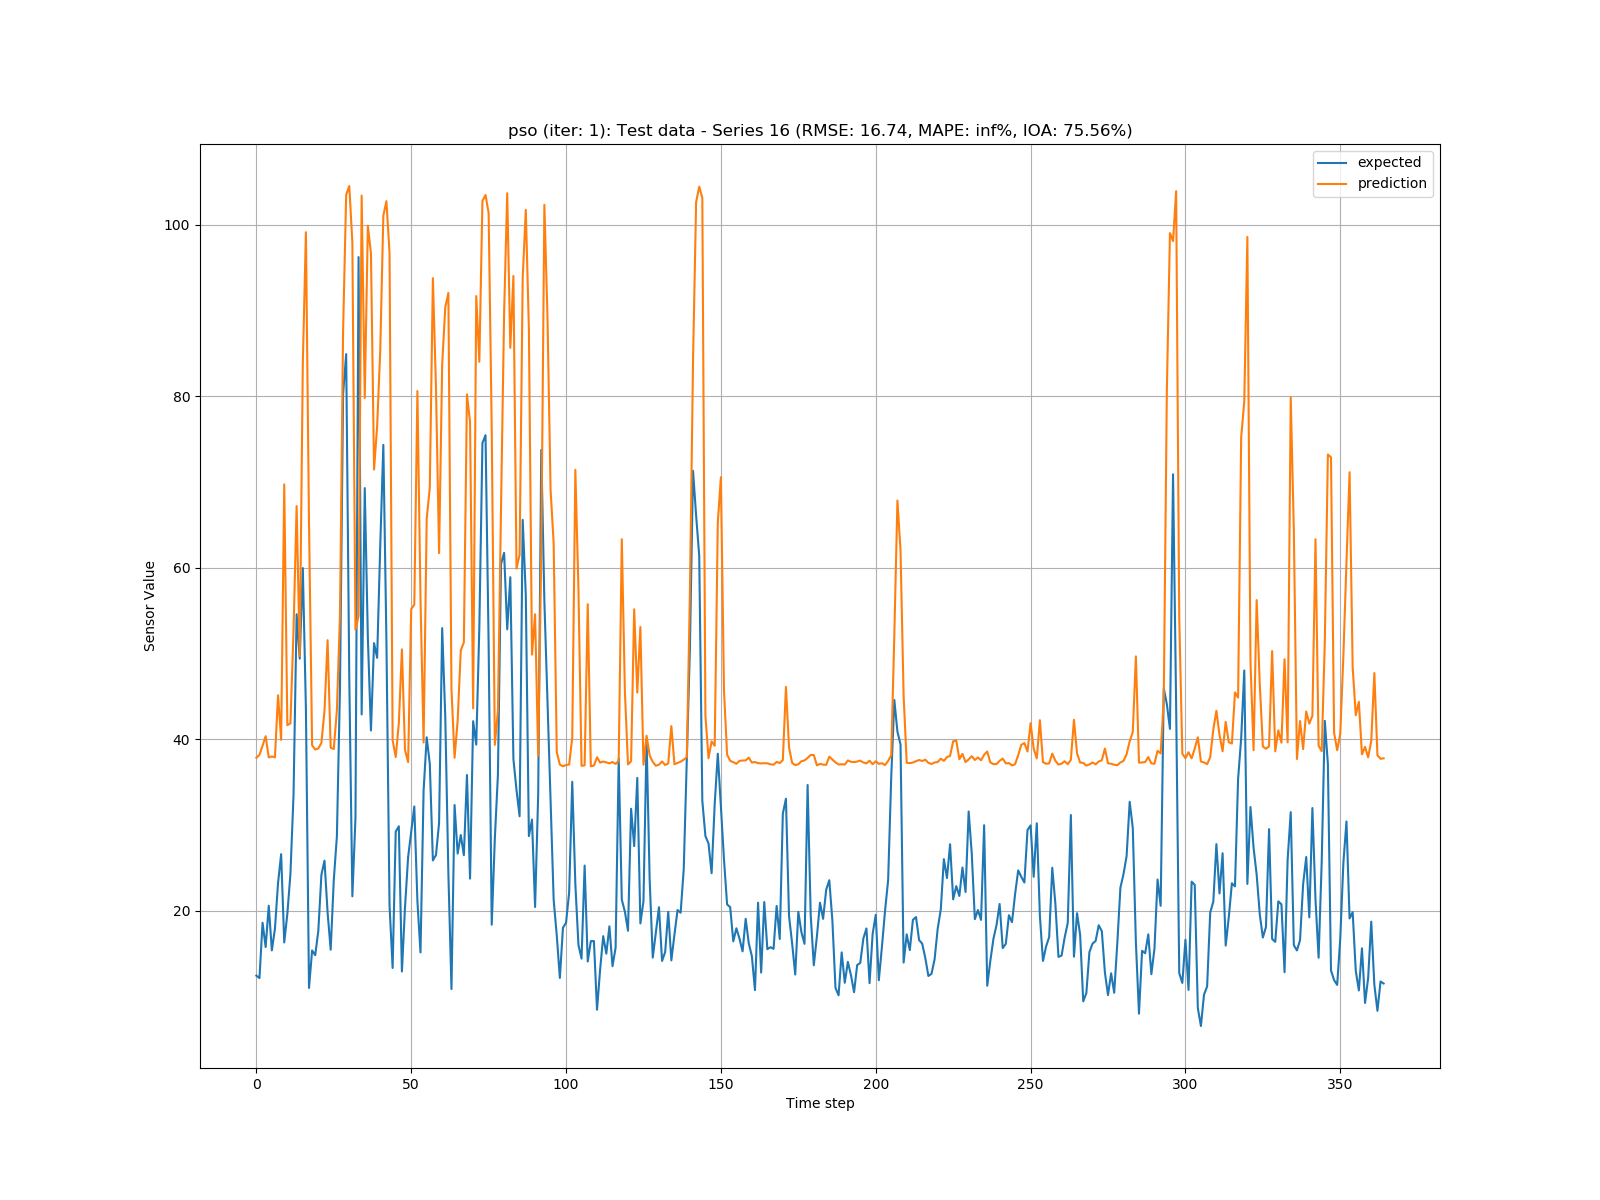 pso (iter: 1): Test data - Series 16 (RMSE: 16.74, MAPE: inf%, IOA: 75.56%)
expected
prediction
100
80
60
40
20
Sensor Value
0 50 100 150 200 250 300 350
Time step